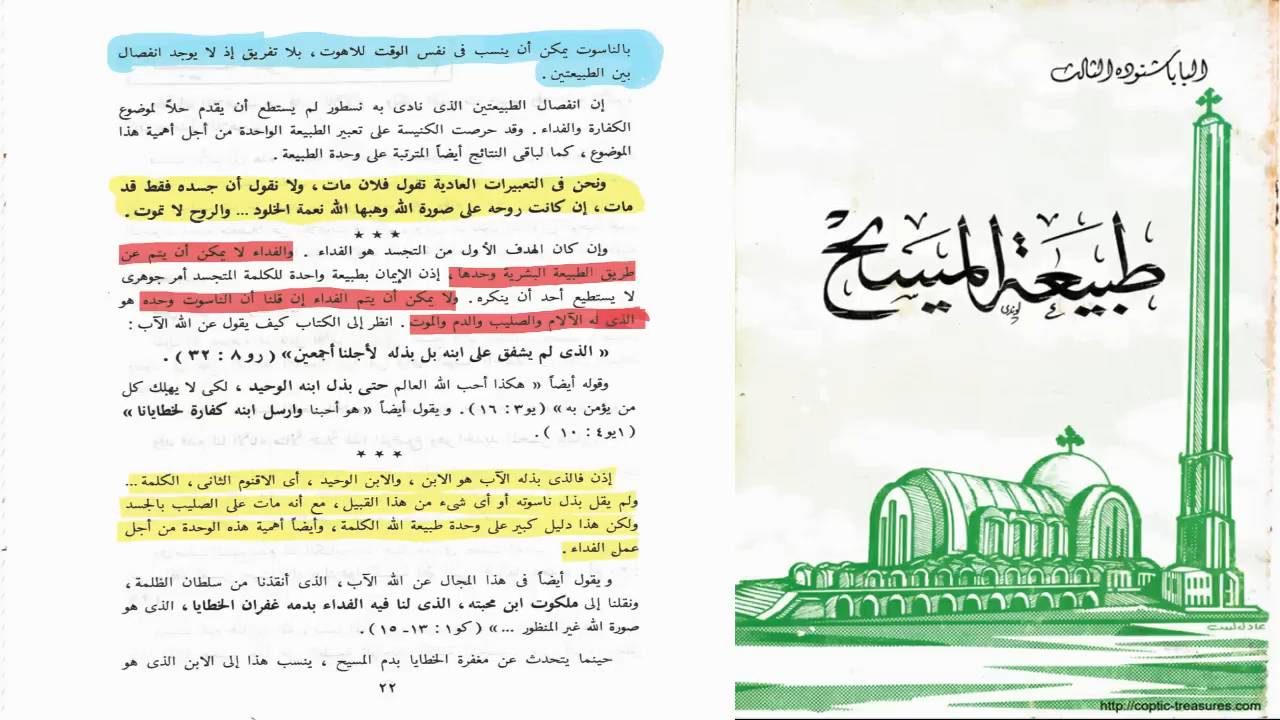 بالناسوت يمكن أن ينسب فى نفس الوقت للاهوت ، بلا تفريق إذ لا يوجد انفصال
بين الطبيعتين .
إن انفصال الطبيعتين الذى نادى به نسطور لم يستطع أن يقدم حلاً لموضوع
الكفارة والفداء . وقد حرصت الكنيسة على تعبير الطبيعة الواحدة من أجل أهمية هذا
الموضوع ، كما لباقى النتائج أيضاً المترتبة على وحدة الطبيعة .
ونحن فى التعبيرات العادية نقول فلان مات ، ولا نقول أن جسده فقط قد
مات ، إن كانت روحه على صورة الله وهبها الله نعمة الخلود ... والروح لا تموت .
★ ★ ★
وإن كان الهدف الأول من التجسد هو الفداء . والفداء لا يمكن أن يتم عن
طريق الطبيعة البشرية وحدها ، إذن الإيمان بطبيعة واحدة للكلمة المتجسد أمر جوهرى
لا يستطيع أحد أن ينكره . ولا يمكن أن يتم الفداء إن قلنا أن الناسوت وحده هو
الذى له الآلام والصليب والدم والموت . انظر إلى الكتاب كيف يقول عن الله الآب :
« الذى لم يشفق على ابنه بل بذله لأجلنا أجمعين » ( رو ٨ : ٣٢ ) .
وقوله أيضاً « هكذا أحب الله العالم حتى بذل ابنه الوحيد ، لكى لا يهلك كل
من يؤمن به » ( يو٣ : ١٦ ) . و يقول أيضاً « هو أحبنا وارسل ابنه كفارة لخطايانا »
( ١يو٤ : ١٠ ) .
★ ★ ★
إذن فالذى بذله الآب هو الابن ، والابن الوحيد ، أى الاقنوم الثانى ، الكلمة ...
ولم يقل بذل ناسوته أو أى شىء من هذا القبيل ، مع أنه مات على الصليب بالجسد
ولكن هذا دليل كبير على وحدة طبيعة الله الكلمة ، وأيضاً أهمية هذه الوحدة من أجل
عمل الفداء .
و يقول أيضاً فى هذا المجال عن الله الآب ، الذى أنقذنا من سلطان الظلمة ،
ونقلنا إلى ملكوت ابن محبته ، الذى لنا فيه الفداء بدمه غفران الخطايا ، الذى هو
صورة الله غير المنظور ... » ( كو١ : ١٣ـ ١٥ ) .
حينما يتحدث عن مغفرة الخطايا بدم المسيح ، ينسب هذا إلى الابن الذى هو
٢٢
البابا شنوده الثالث
طبيعة المسيح
http://coptic-treasures.com